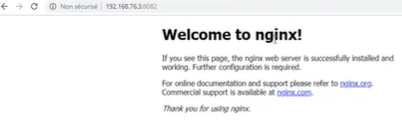 Non sécurisé | 192.168.76.3:8082
Welcome to nginx!
If you see this page, the nginx web server is successfully installed and
working. Further configuration is required.
For online documentation and support please refer to nginx.org.
Commercial support is available at nginx.com.
Thank you for using nginx.